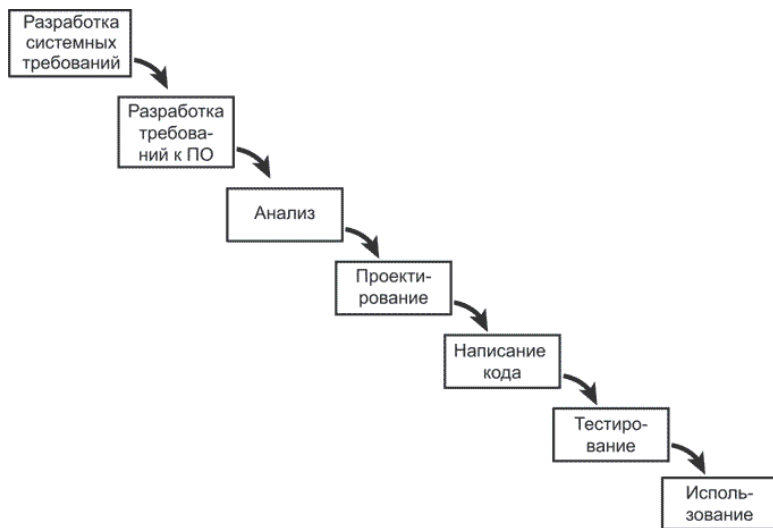 Разработка
системных
требований
Разработка
требова-
ний к ПО
Анализ
Проекти-
рование
Написание
кода
Тестиро-
вание
Исполь-
зование